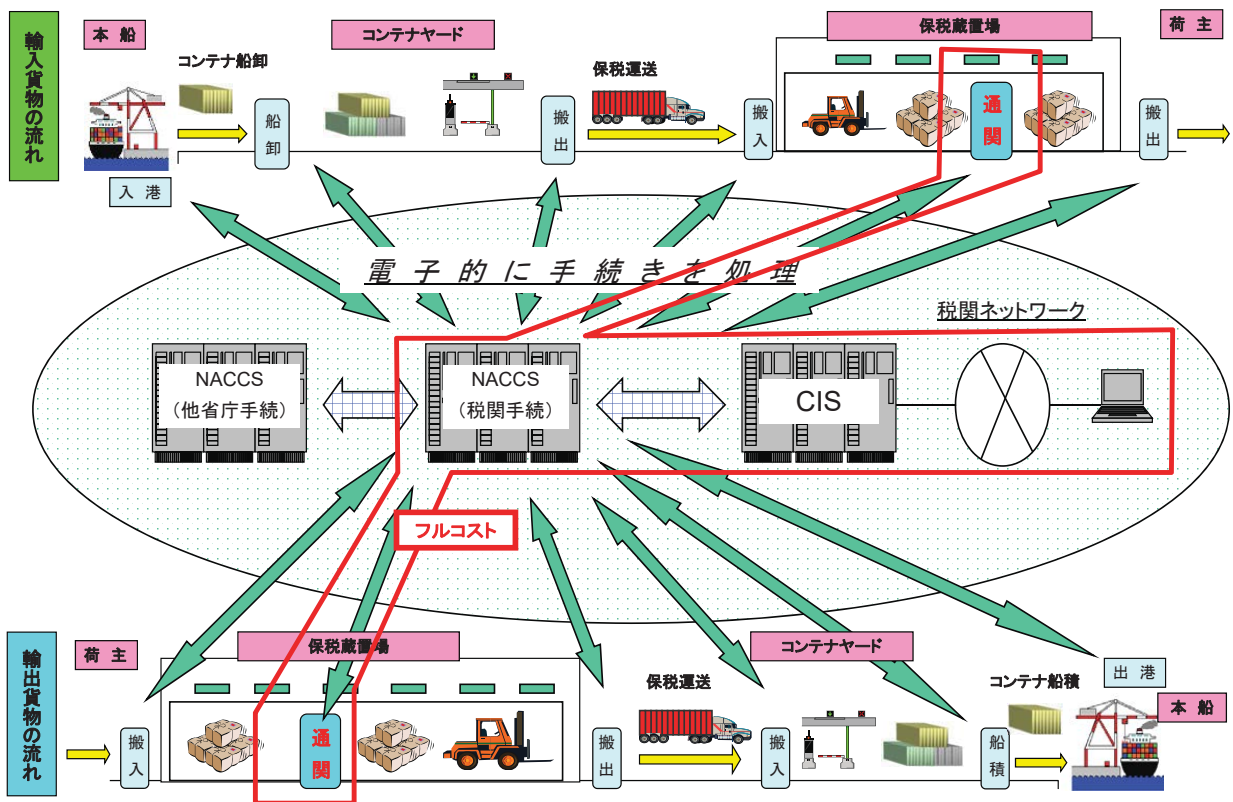 輸入貨物の流れ
本 船
コンテナ船卸
コンテナヤード
保税運送
保税蔵置場
荷 主
船卸
搬出
搬入
通関
搬出
入 港
電 子 的 に 手 続 き を 処 理
税関ネットワーク
NACCS
(他省庁手続)
NACCS
(税関手続)
CIS
フルコスト
輸出貨物の流れ
荷 主
保税蔵置場
保税運送
コンテナヤード
コンテナ船積
出 港
本 船
搬入
通関
搬出
搬入
船積